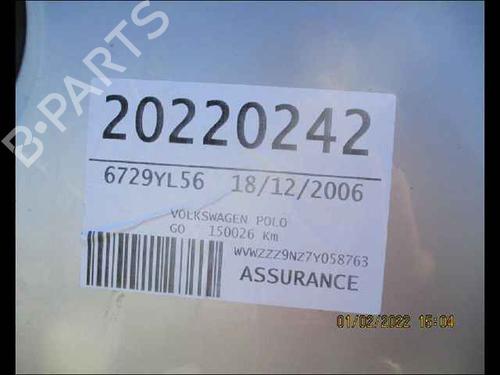 B-PARTS
20220242
6729YL56 18/12/2006
VOLKSWAGEN POLO
GO 150026 Km
WVWZZZ9NZ7Y058763
ASSURANCE
01/02/2022 15:04